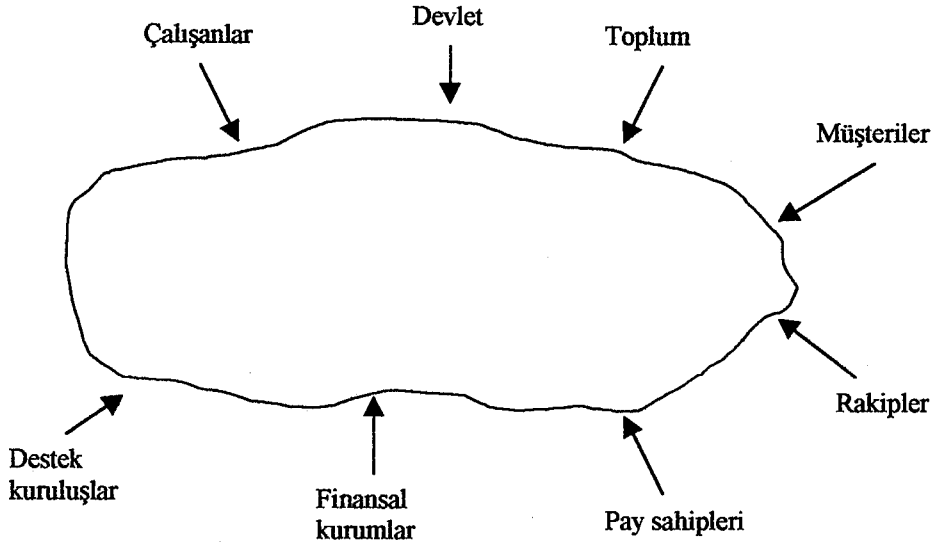 Devlet
Çalışanlar
Toplum
Müşteriler
Rakipler
Destek
kuruluşlar
Finansal
kurumlar
Pay sahipleri